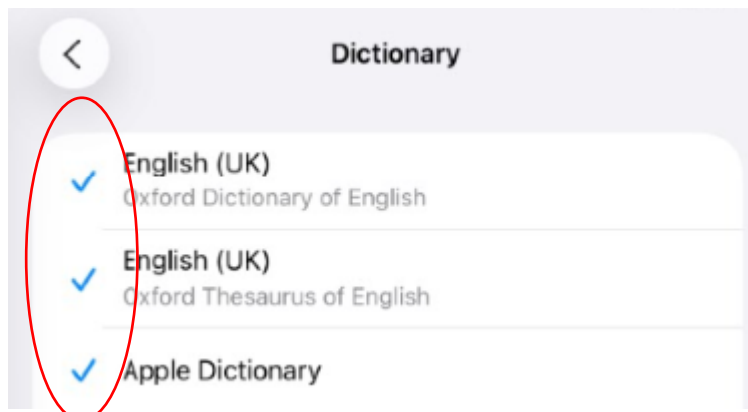 Dictionary
English (UK)
Oxford Dictionary of English
English (UK)
Oxford Thesaurus of English
Apple Dictionary